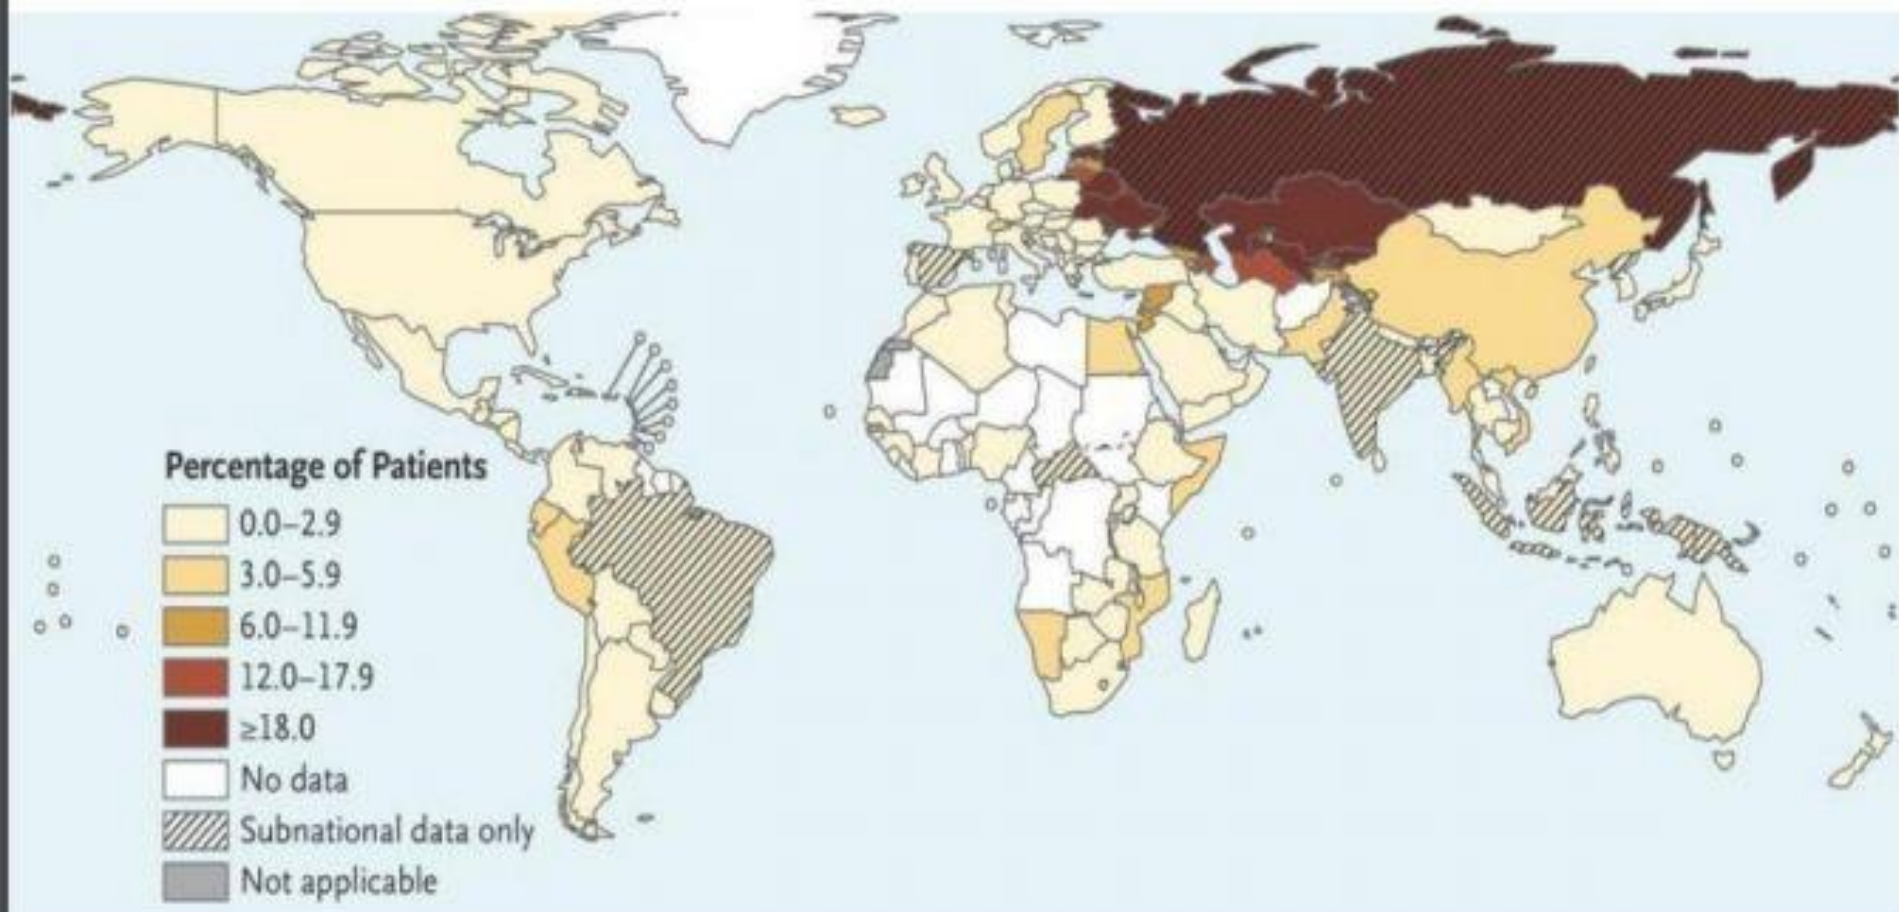 Percentage of Patients
0.0–2.9
3.0–5.9
6.0–11.9
12.0–17.9
≥18.0
No data
Subnational data only
Not applicable